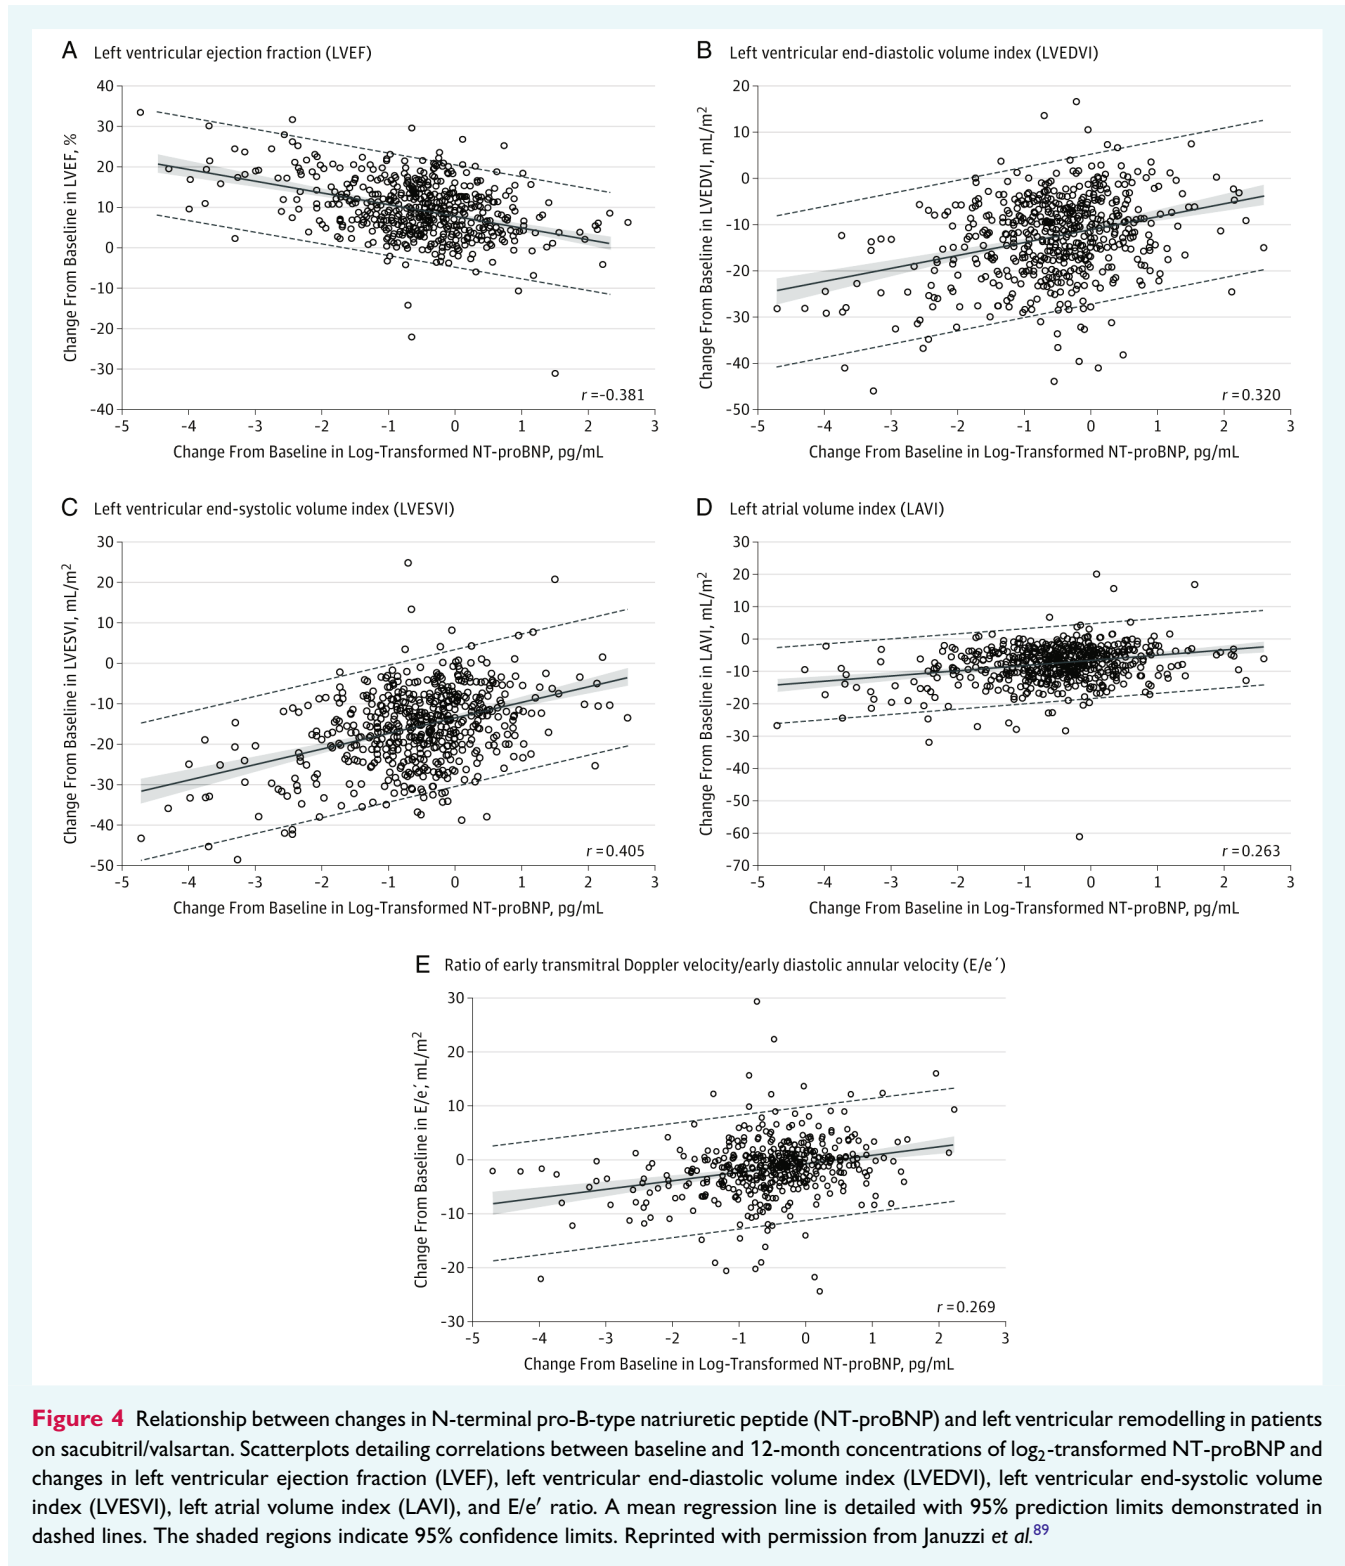 A Left ventricular ejection fraction (LVEF)
40
30
20
10
0
-10
-20
-30
-40
Change From Baseline in LVEF, %
r=-0.381
-5 -4 -3 -2 -1 0 1 2 3
Change From Baseline in Log-Transformed NT-proBNP, pg/mL
B Left ventricular end-diastolic volume index (LVEDVI)
20
10
0
-10
-20
-30
-40
-50
Change From Baseline in LVEDVI, mL/m²
r=0.320
-5 -4 -3 -2 -1 0 1 2 3
Change From Baseline in Log-Transformed NT-proBNP, pg/mL
C Left ventricular end-systolic volume index (LVESVI)
30
20
10
0
-10
-20
-30
-40
-50
Change From Baseline in LVESVI, mL/m²
r=0.405
-5 -4 -3 -2 -1 0 1 2 3
Change From Baseline in Log-Transformed NT-proBNP, pg/mL
D Left atrial volume index (LAVI)
30
20
10
0
-10
-20
-30
-40
-50
-60
-70
Change From Baseline in LAVI, mL/m²
r=0.263
-5 -4 -3 -2 -1 0 1 2 3
Change From Baseline in Log-Transformed NT-proBNP, pg/mL
E Ratio of early transmitral Doppler velocity/early diastolic annular velocity (E/e´)
30
20
10
0
-10
-20
-30
Change From Baseline in E/e´, mL/m²
r=0.269
-5 -4 -3 -2 -1 0 1 2 3
Change From Baseline in Log-Transformed NT-proBNP, pg/mL
Figure 4 Relationship between changes in N-terminal pro-B-type natriuretic peptide (NT-proBNP) and left ventricular remodelling in patients
on sacubitril/valsartan. Scatterplots detailing correlations between baseline and 12-month concentrations of log₂-transformed NT-proBNP and
changes in left ventricular ejection fraction (LVEF), left ventricular end-diastolic volume index (LVEDVI), left ventricular end-systolic volume
index (LVESVI), left atrial volume index (LAVI), and E/e′ ratio. A mean regression line is detailed with 95% prediction limits demonstrated in
dashed lines. The shaded regions indicate 95% confidence limits. Reprinted with permission from Januzzi et al.⁸⁹